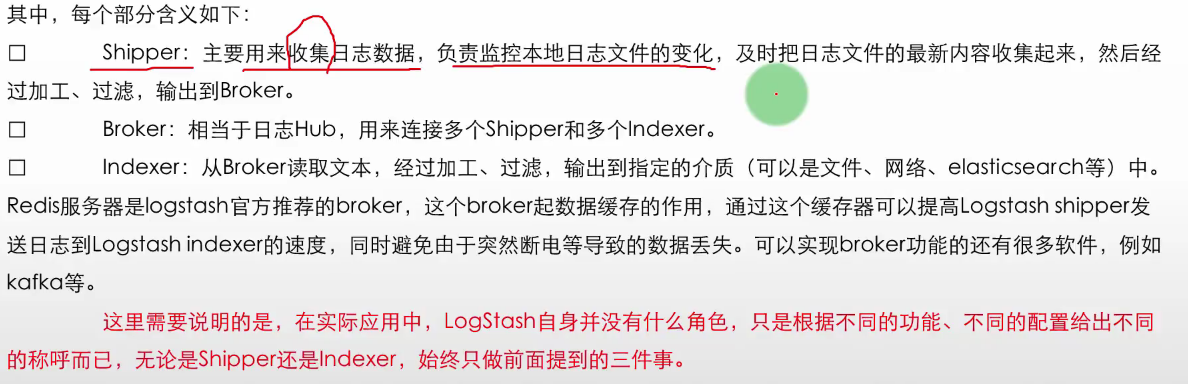 其中，每个部分含义如下：
□ Shipper：主要用来收集日志数据，负责监控本地日志文件的变化，及时把日志文件的最新内容收集起来，然后经
过加工、过滤，输出到Broker。
□ Broker：相当于日志Hub，用来连接多个Shipper和多个Indexer。
□ Indexer：从Broker读取文本，经过加工、过滤，输出到指定的介质（可以是文件、网络、elasticsearch等）中。
Redis服务器是logstash官方推荐的broker，这个broker起数据缓存的作用，通过这个缓存器可以提高Logstash shipper发
送日志到Logstash indexer的速度，同时避免由于突然断电等导致的数据丢失。可以实现broker功能的还有很多软件，例如
kafka等。
这里需要说明的是，在实际应用中，LogStash自身并没有什么角色，只是根据不同的功能、不同的配置给出不同
的称呼而已，无论是Shipper还是Indexer，始终只做前面提到的三件事。